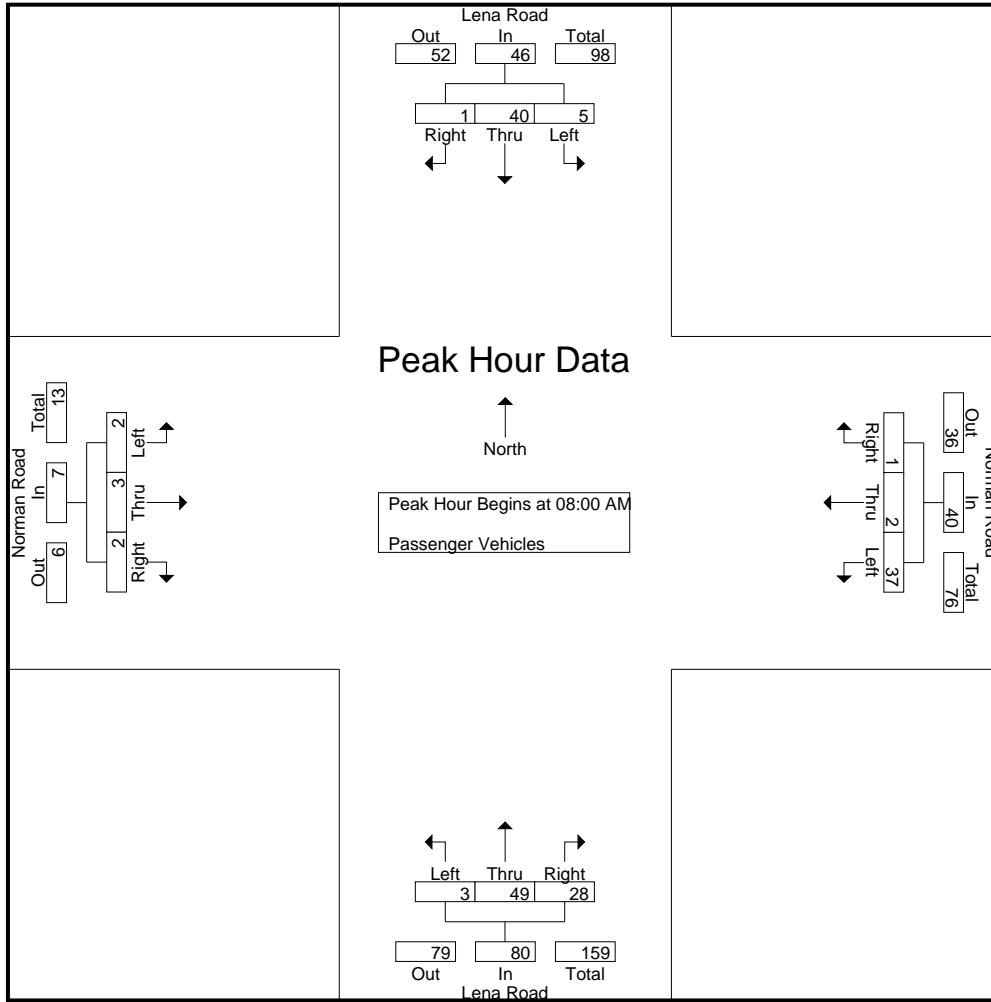 Lena Road
Out In Total
52 46 98
1 40 5
Right Thru Left
Peak Hour Data
North
Peak Hour Begins at 08:00 AM
Passenger Vehicles
Norman Road
Total In Out
13 7 6
2 3 2
Left Thru Right
Right Thru Left
1 2 37
Out In Total
36 40 76
Norman Road
Left Thru Right
3 49 28
79 80 159
Out In Total
Lena Road